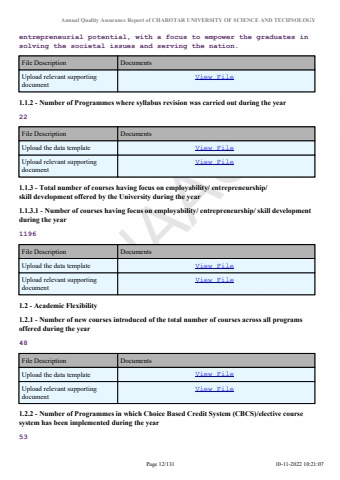 Annual Quality Assurance Report of CHAROTAR UNIVERSITY OF SCIENCE AND TECHNOLOGY
entrepreneurial potential, with a focus to empower the graduates in
solving the societal issues and serving the nation.
File Description Documents
Upload relevant supporting View File
document
1.1.2 - Number of Programmes where syllabus revision was carried out during the year
22
File Description Documents
Upload the data template View File
Upload relevant supporting View File
document
1.1.3 - Total number of courses having focus on employability/ entrepreneurship/
skill development offered by the University during the year
1.1.3.1 - Number of courses having focus on employability/ entrepreneurship/ skill development
during the year
1196
File Description Documents
Upload the data template View File
Upload relevant supporting View File
document
1.2 - Academic Flexibility
1.2.1 - Number of new courses introduced of the total number of courses across all programs
offered during the year
48
File Description Documents
Upload the data template View File
Upload relevant supporting View File
document
1.2.2 - Number of Programmes in which Choice Based Credit System (CBCS)/elective course
system has been implemented during the year
53
Page 12/131 10-11-2022 10:21:07